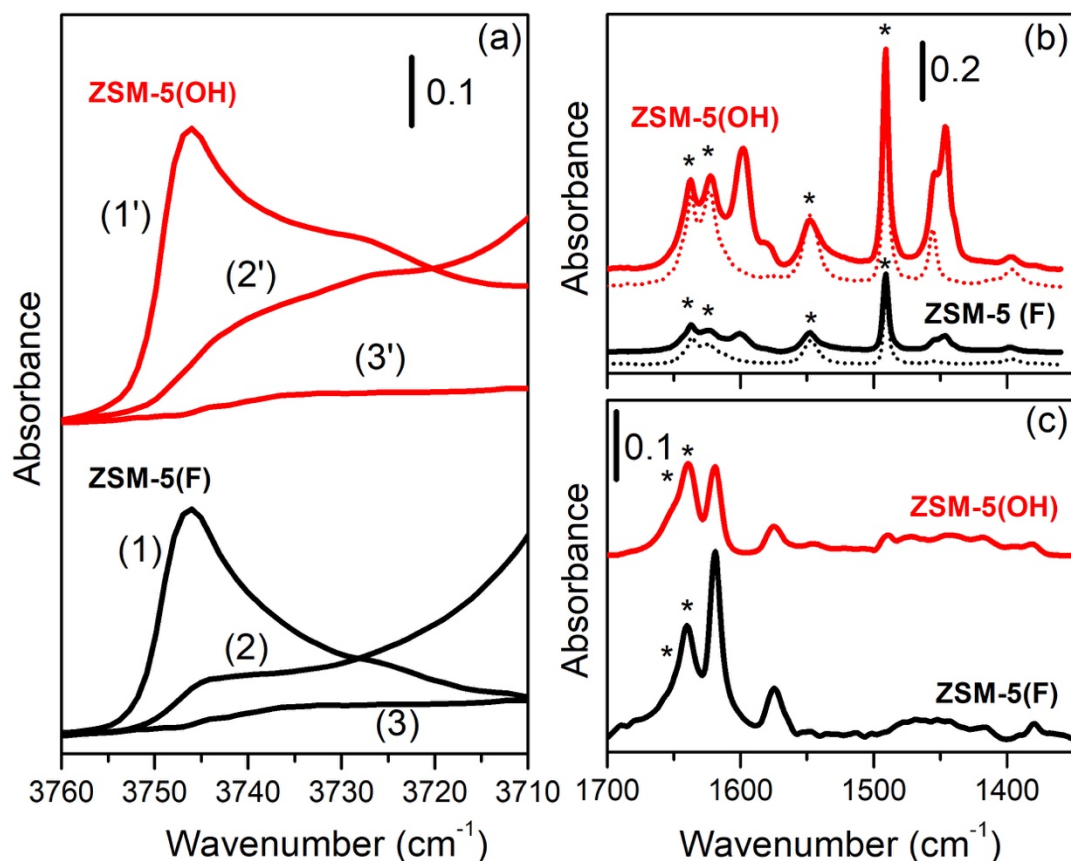 (a)
0.1
ZSM-5(OH)
(1')
(2')
(3')
ZSM-5(F)
(1)
(2)
(3)
Absorbance
3760 3750 3740 3730 3720 3710
Wavenumber (cm⁻¹)
(b)
*
0.2
ZSM-5(OH)
* *
*
*
ZSM-5 (F)
* *
*
Absorbance
(c)
0.1
* *
ZSM-5(OH)
* *
ZSM-5(F)
Absorbance
1700 1600 1500 1400
Wavenumber (cm⁻¹)